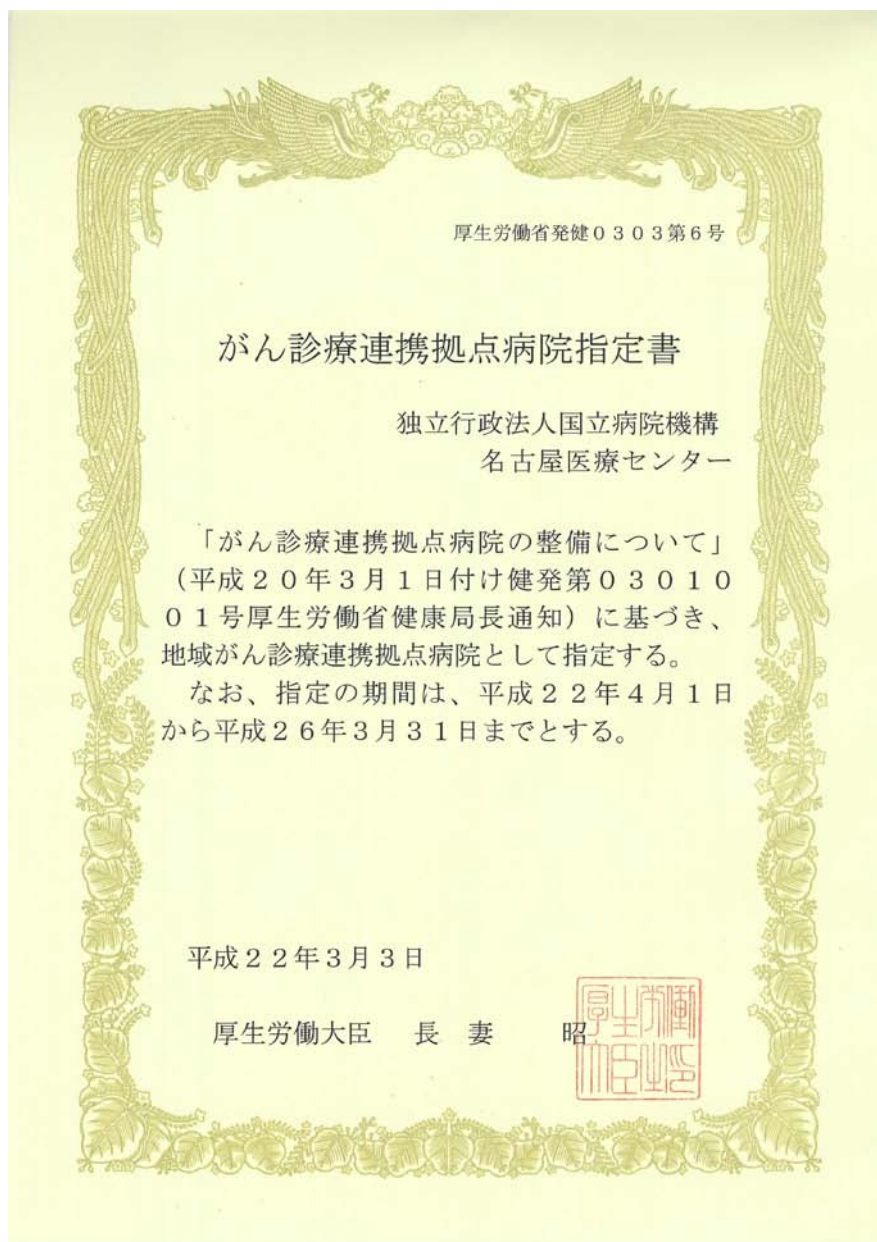 厚生労働省発健０３０３第６号
がん診療連携拠点病院指定書
独立行政法人国立病院機構
名古屋医療センター
「がん診療連携拠点病院の整備について」
（平成２０年３月１日付け健発第０３０１０
０１号厚生労働省健康局長通知）に基づき、
地域がん診療連携拠点病院として指定する。
なお、指定の期間は、平成２２年４月１日
から平成２６年３月３１日までとする。
平成２２年３月３日
厚生労働大臣　長　妻　　昭